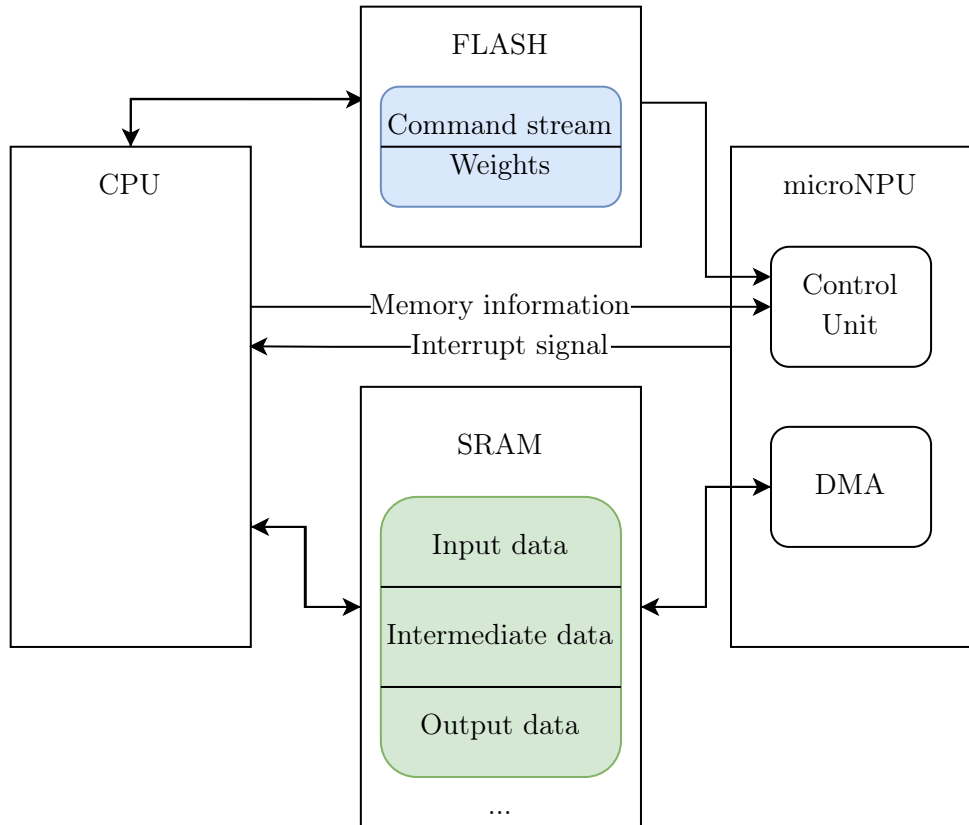 FLASH
Command stream
Weights
CPU
microNPU
Control
Unit
Memory information
Interrupt signal
SRAM
DMA
Input data
Intermediate data
Output data
...